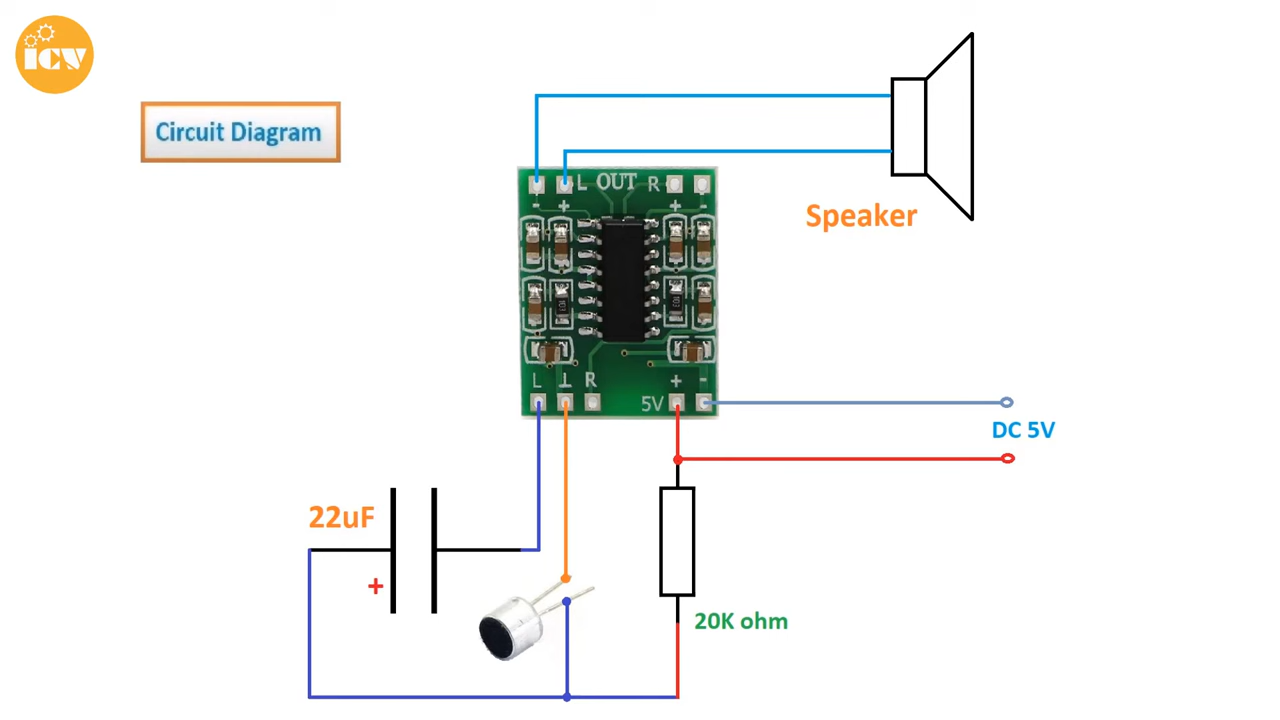 icw
Circuit Diagram
L OUT R
- + + -
Speaker
L ⊥ R + -
5V
DC 5V
22uF
+
20K ohm